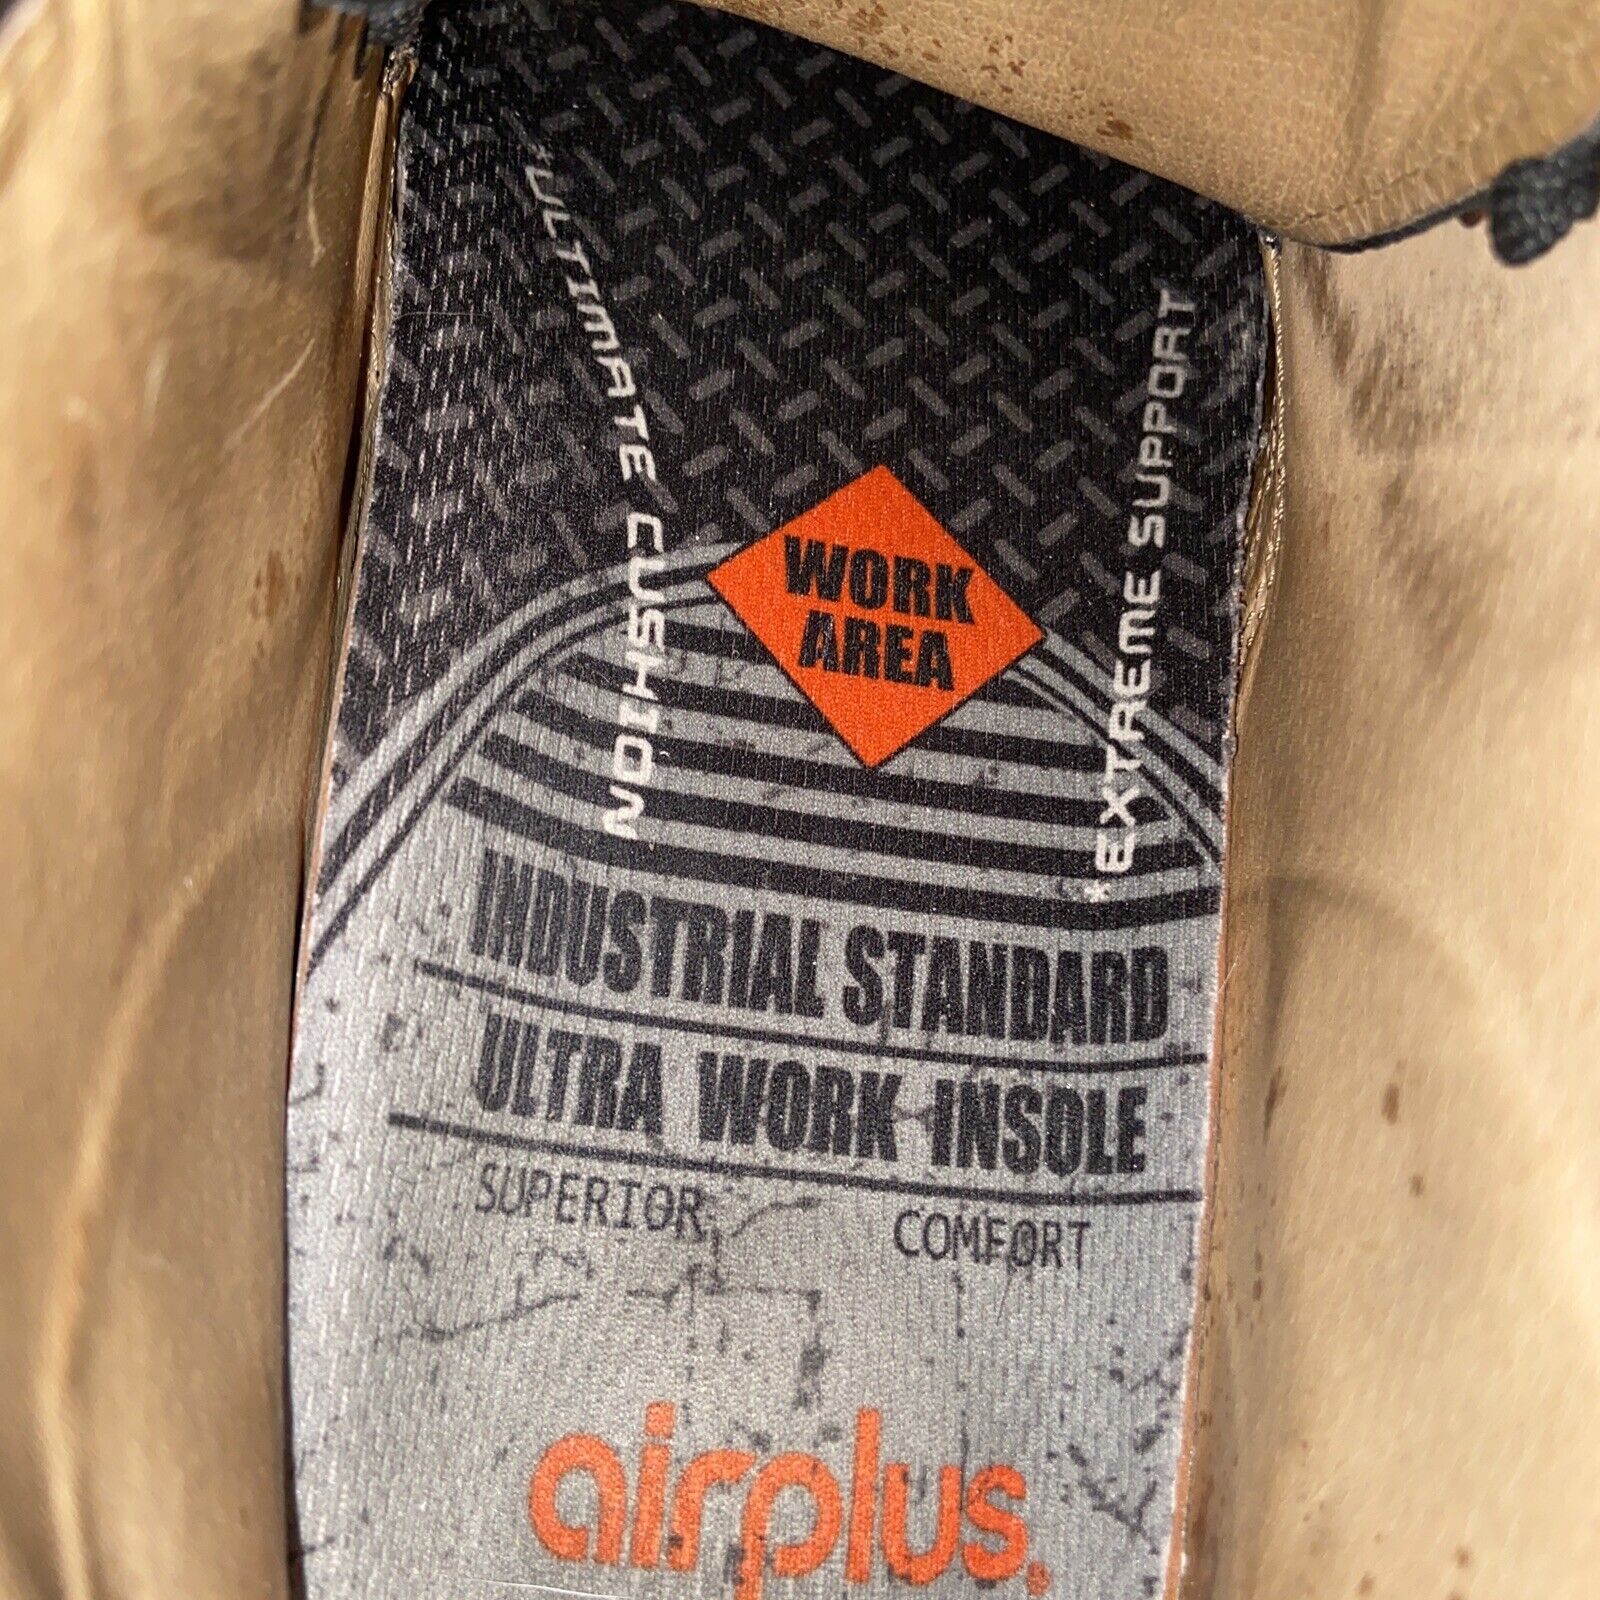 *ULTIMATE CUSHION
*EXTREME SUPPORT
WORK
AREA
INDUSTRIAL STANDARD
ULTRA WORK INSOLE
SUPERIOR COMFORT
airplus®